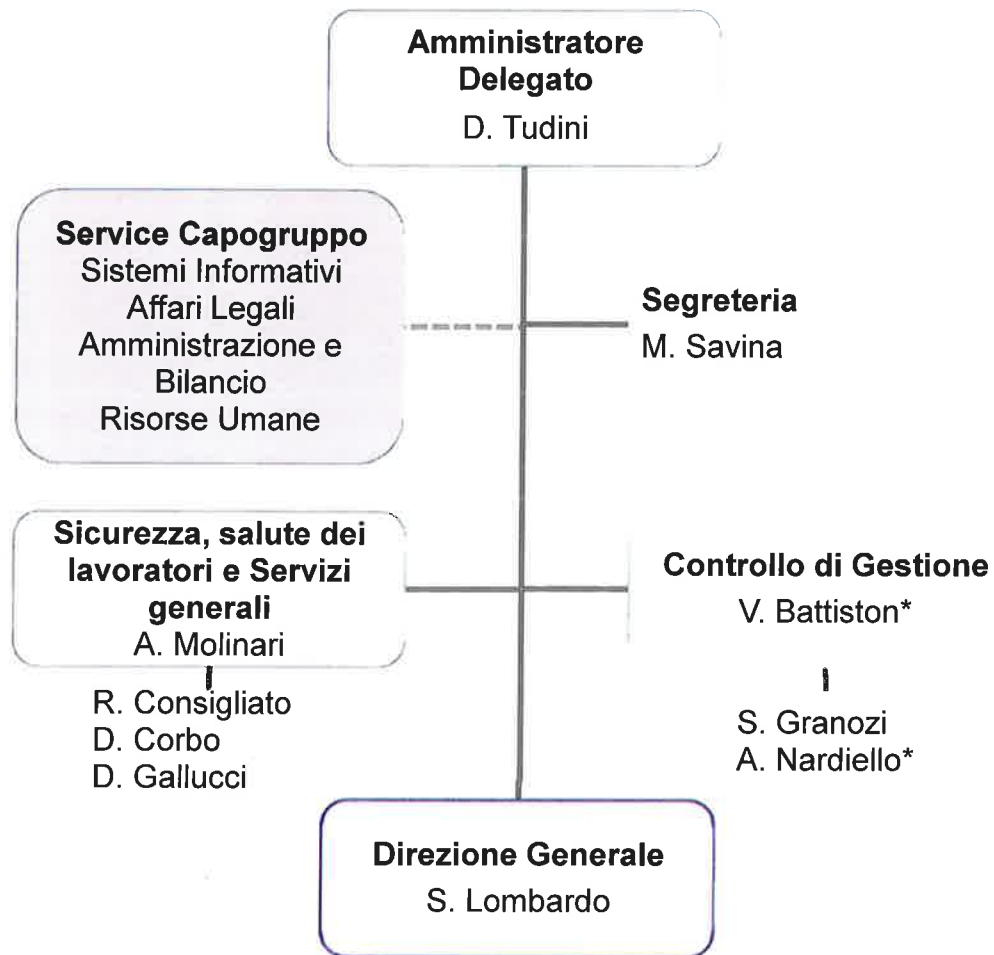 Amministratore
Delegato
D. Tudini
Service Capogruppo
Sistemi Informativi
Affari Legali
Amministrazione e
Bilancio
Risorse Umane
Segreteria
M. Savina
Sicurezza, salute dei
lavoratori e Servizi
generali
A. Molinari
R. Consigliato
D. Corbo
D. Gallucci
Controllo di Gestione
V. Battiston*
S. Granozi
A. Nardiello*
Direzione Generale
S. Lombardo